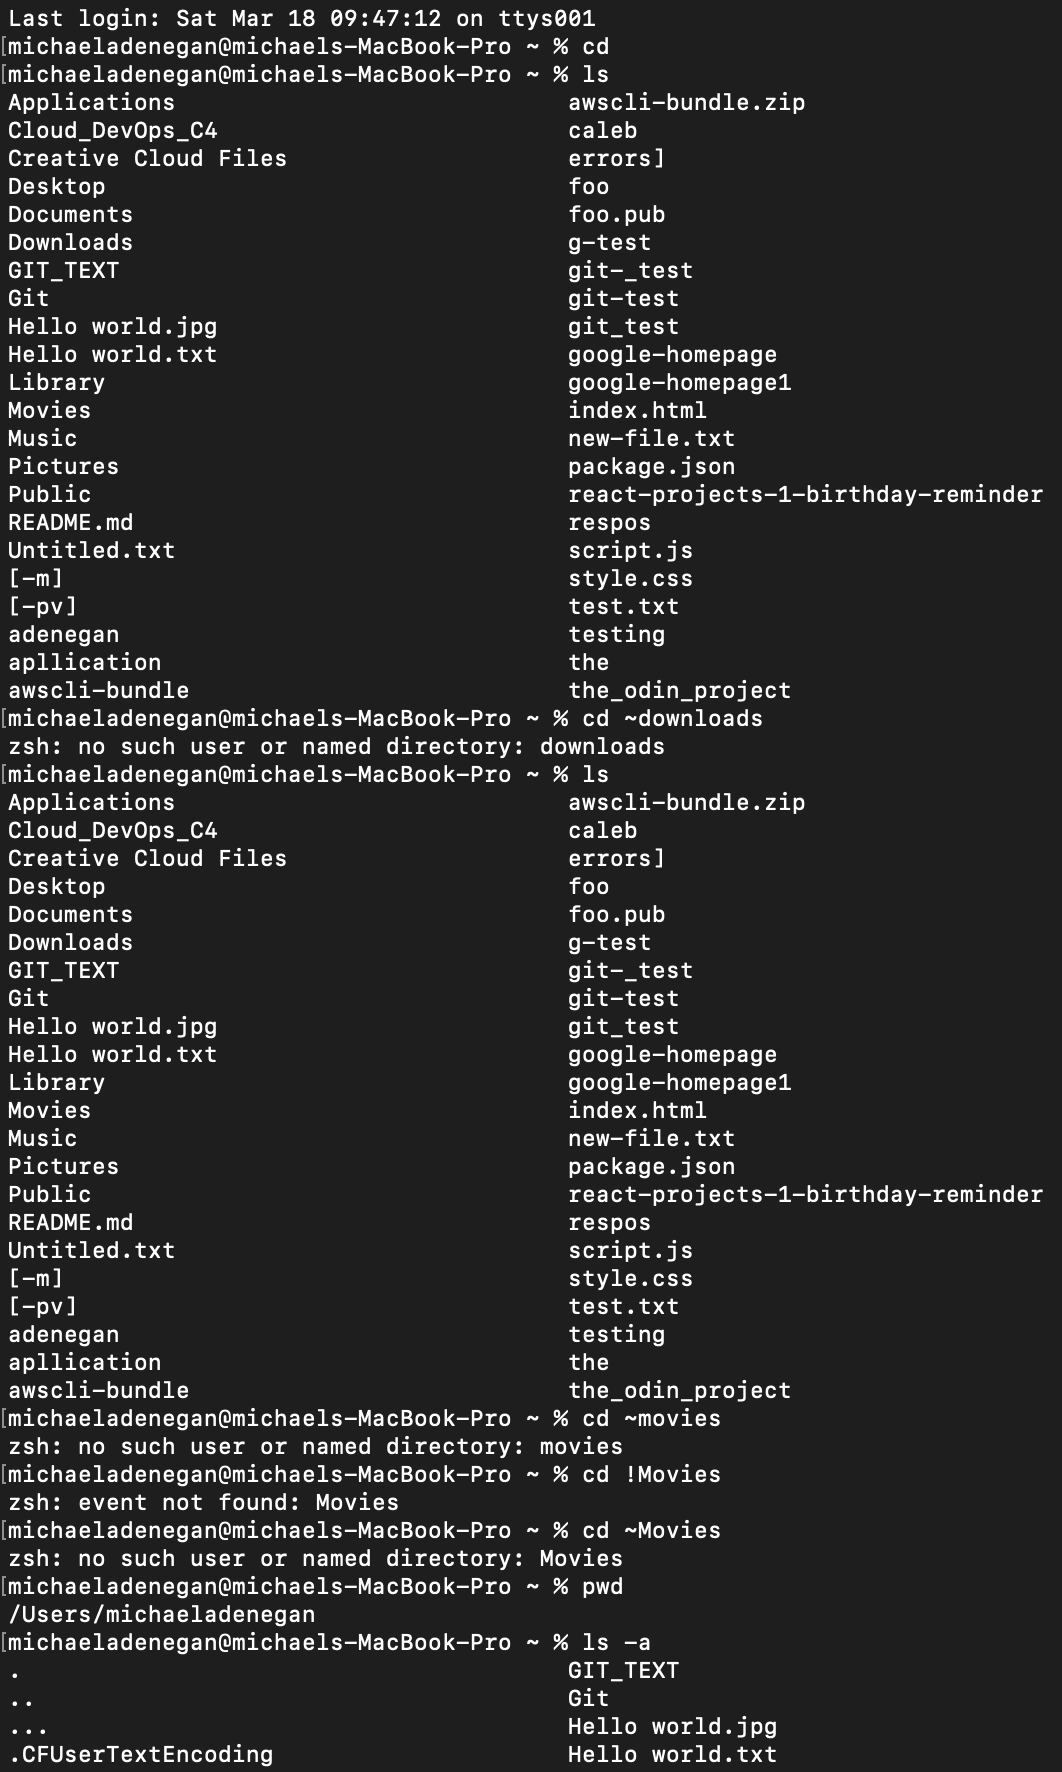 Last login: Sat Mar 18 09:47:12 on ttys001
[michaeladenegan@michaels-MacBook-Pro ~ % cd
[michaeladenegan@michaels-MacBook-Pro ~ % ls
Applications awscli-bundle.zip
Cloud_DevOps_C4 caleb
Creative Cloud Files errors]
Desktop foo
Documents foo.pub
Downloads g-test
GIT_TEXT git-_test
Git git-test
Hello world.jpg git_test
Hello world.txt google-homepage
Library google-homepage1
Movies index.html
Music new-file.txt
Pictures package.json
Public react-projects-1-birthday-reminder
README.md respos
Untitled.txt script.js
[-m] style.css
[-pv] test.txt
adenegan testing
apllication the
awscli-bundle the_odin_project
[michaeladenegan@michaels-MacBook-Pro ~ % cd ~downloads
zsh: no such user or named directory: downloads
[michaeladenegan@michaels-MacBook-Pro ~ % ls
Applications awscli-bundle.zip
Cloud_DevOps_C4 caleb
Creative Cloud Files errors]
Desktop foo
Documents foo.pub
Downloads g-test
GIT_TEXT git-_test
Git git-test
Hello world.jpg git_test
Hello world.txt google-homepage
Library google-homepage1
Movies index.html
Music new-file.txt
Pictures package.json
Public react-projects-1-birthday-reminder
README.md respos
Untitled.txt script.js
[-m] style.css
[-pv] test.txt
adenegan testing
apllication the
awscli-bundle the_odin_project
[michaeladenegan@michaels-MacBook-Pro ~ % cd ~movies
zsh: no such user or named directory: movies
[michaeladenegan@michaels-MacBook-Pro ~ % cd !Movies
zsh: event not found: Movies
[michaeladenegan@michaels-MacBook-Pro ~ % cd ~Movies
zsh: no such user or named directory: Movies
[michaeladenegan@michaels-MacBook-Pro ~ % pwd
/Users/michaeladenegan
[michaeladenegan@michaels-MacBook-Pro ~ % ls -a
. GIT_TEXT
.. Git
... Hello world.jpg
.CFUserTextEncoding Hello world.txt